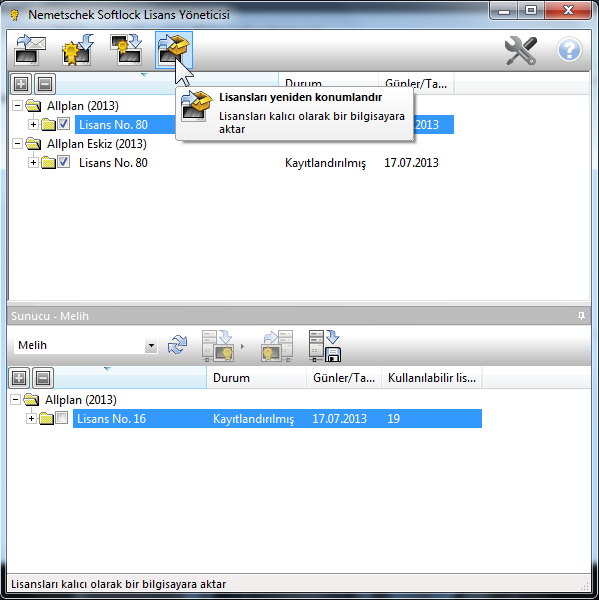 Nemetschek Softlock Lisans Yöneticisi
Durum Günler/Ta...
Lisansları yeniden konumlandır
Lisansları kalıcı olarak bir bilgisayara
aktar
Allplan (2013)
Lisans No. 80 .2013
Allplan Eskiz (2013)
Lisans No. 80 Kayıtlandırılmış 17.07.2013
Sunucu - Melih
Melih
Durum Günler/Ta... Kullanılabilir lis...
Allplan (2013)
Lisans No. 16 Kayıtlandırılmış 17.07.2013 19
Lisansları kalıcı olarak bir bilgisayara aktar